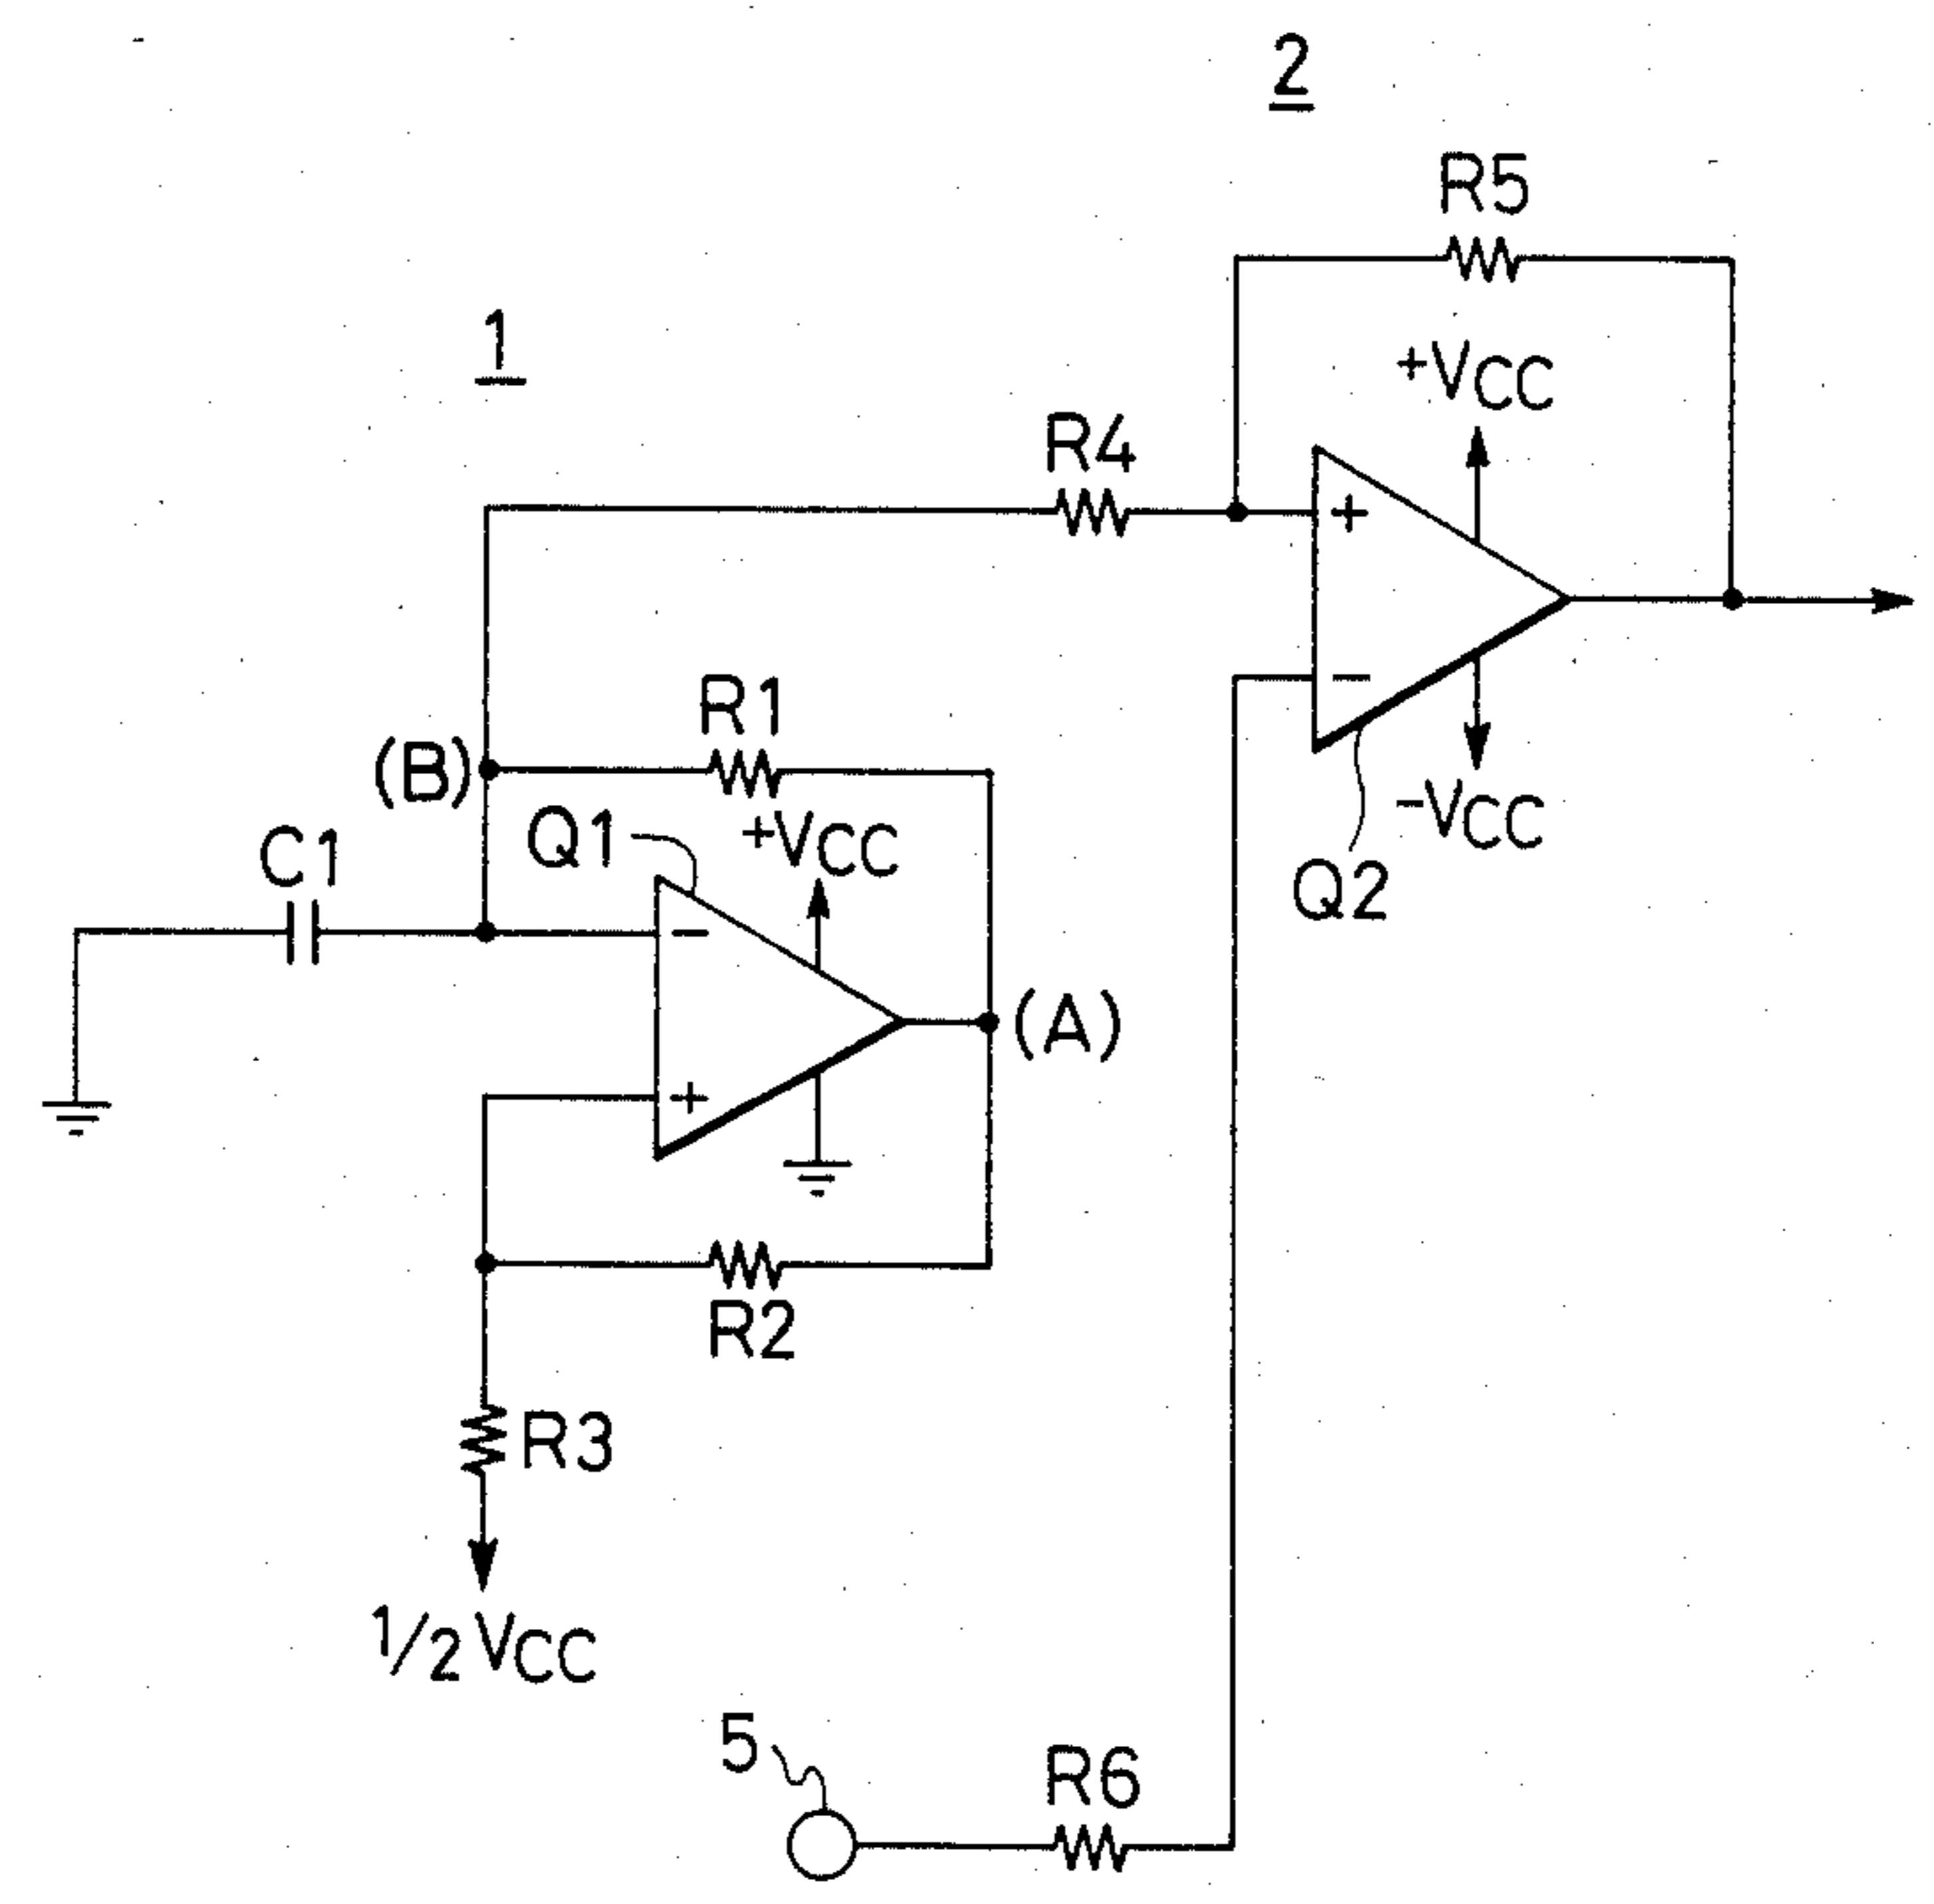 2
R5
1
+VCC
R4
+
R1
(B)
-
-VCC
Q1
+VCC
C1
Q2
-
(A)
+
R2
R3
1/2 VCC
5
R6